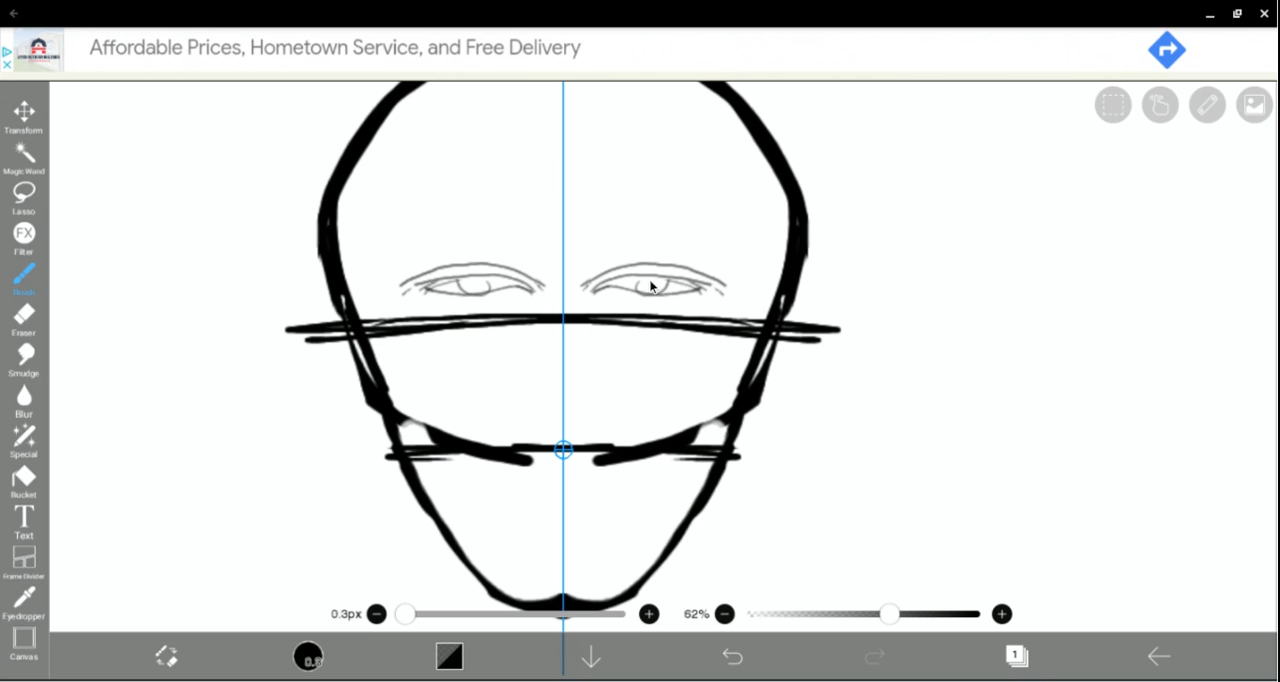 Affordable Prices, Hometown Service, and Free Delivery
Transform
Magic Wand
Lasso
FX
Filter
Brush
Eraser
Smudge
Blur
Special
Bucket
T
Text
Frame Divider
Eyedropper
Canvas
0.3px
62%
1